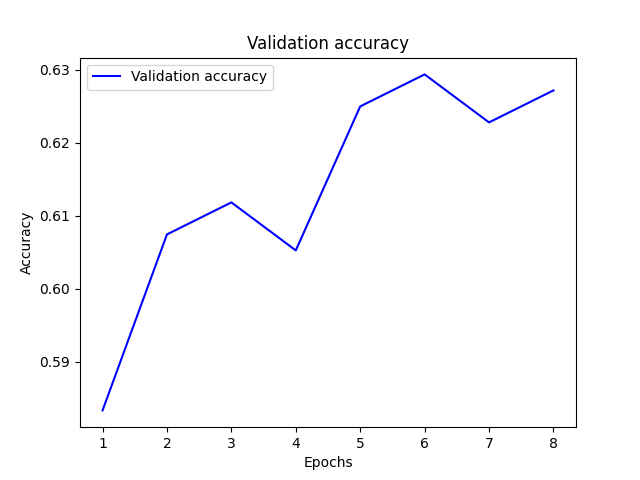 Validation accuracy
Validation accuracy
0.63
0.62
0.61
0.60
0.59
Accuracy
1 2 3 4 5 6 7 8
Epochs